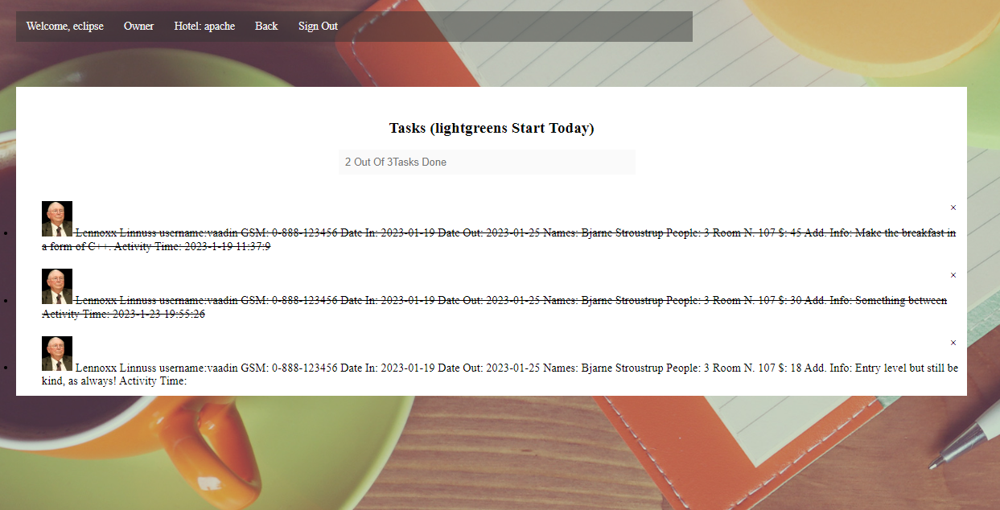 Welcome, eclipse Owner Hotel: apache Back Sign Out
Tasks (lightgreens Start Today)
2 Out Of 3Tasks Done
×
Lennoxx Linnuss username:vaadin GSM: 0-888-123456 Date In: 2023-01-19 Date Out: 2023-01-25 Names: Bjarne Stroustrup People: 3 Room N. 107 $: 45 Add. Info: Make the breakfast in
a form of C++. Activity Time: 2023-1-19 11:37:9
×
Lennoxx Linnuss username:vaadin GSM: 0-888-123456 Date In: 2023-01-19 Date Out: 2023-01-25 Names: Bjarne Stroustrup People: 3 Room N. 107 $: 30 Add. Info: Something between
Activity Time: 2023-1-23 19:55:26
×
Lennoxx Linnuss username:vaadin GSM: 0-888-123456 Date In: 2023-01-19 Date Out: 2023-01-25 Names: Bjarne Stroustrup People: 3 Room N. 107 $: 18 Add. Info: Entry level but still be
kind, as always! Activity Time: